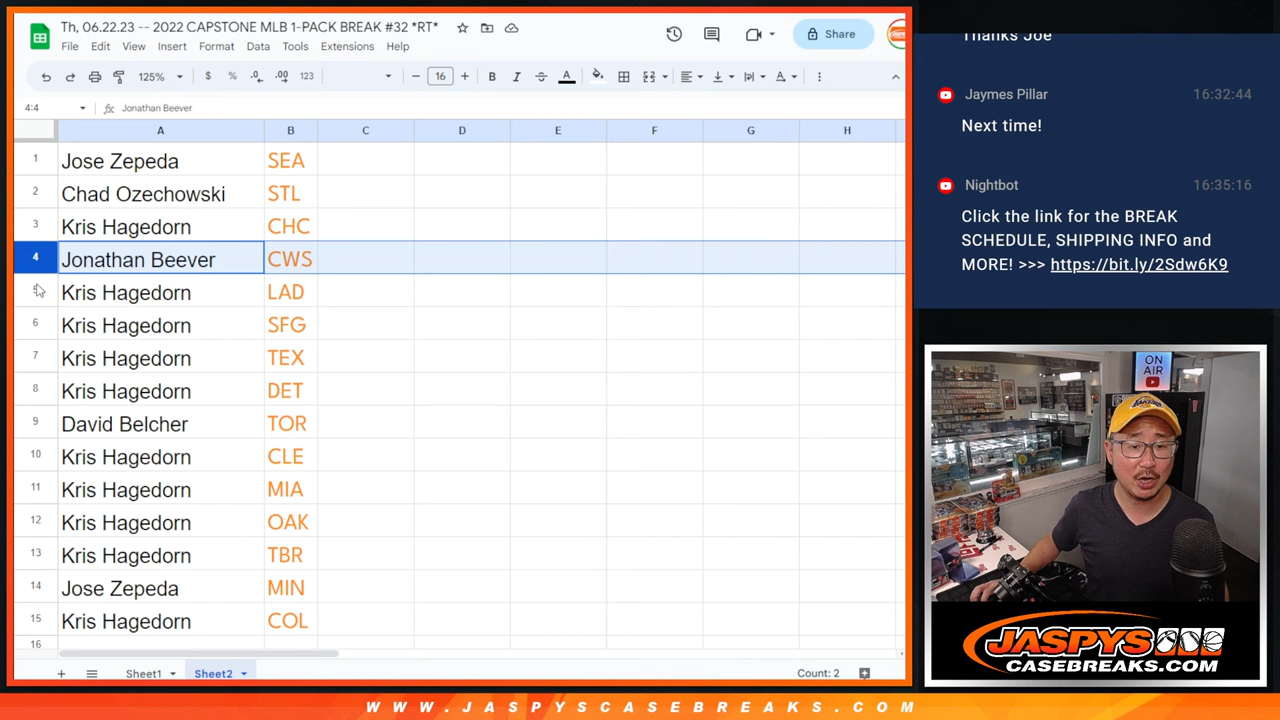 Th, 06.22.23 -- 2022 CAPSTONE MLB 1-PACK BREAK #32 *RT*
File Edit View Insert Format Data Tools Extensions Help
Share
125% $ % .0 .00 123 16 B I A
4:4 fx Jonathan Beever
A B C D E F G H
1 Jose Zepeda SEA
2 Chad Ozechowski STL
3 Kris Hagedorn CHC
4 Jonathan Beever CWS
Kris Hagedorn LAD
6 Kris Hagedorn SFG
7 Kris Hagedorn TEX
8 Kris Hagedorn DET
9 David Belcher TOR
10 Kris Hagedorn CLE
11 Kris Hagedorn MIA
12 Kris Hagedorn OAK
13 Kris Hagedorn TBR
14 Jose Zepeda MIN
15 Kris Hagedorn COL
16
Sheet1 Sheet2 Count: 2
Thanks Joe
Jaymes Pillar 16:32:44
Next time!
Nightbot 16:35:16
Click the link for the BREAK
SCHEDULE, SHIPPING INFO and
MORE! >>> https://bit.ly/2Sdw6K9
ON
AIR
JASPYS
CASEBREAKS.COM
WWW.JASPYSCASEBREAKS.COM